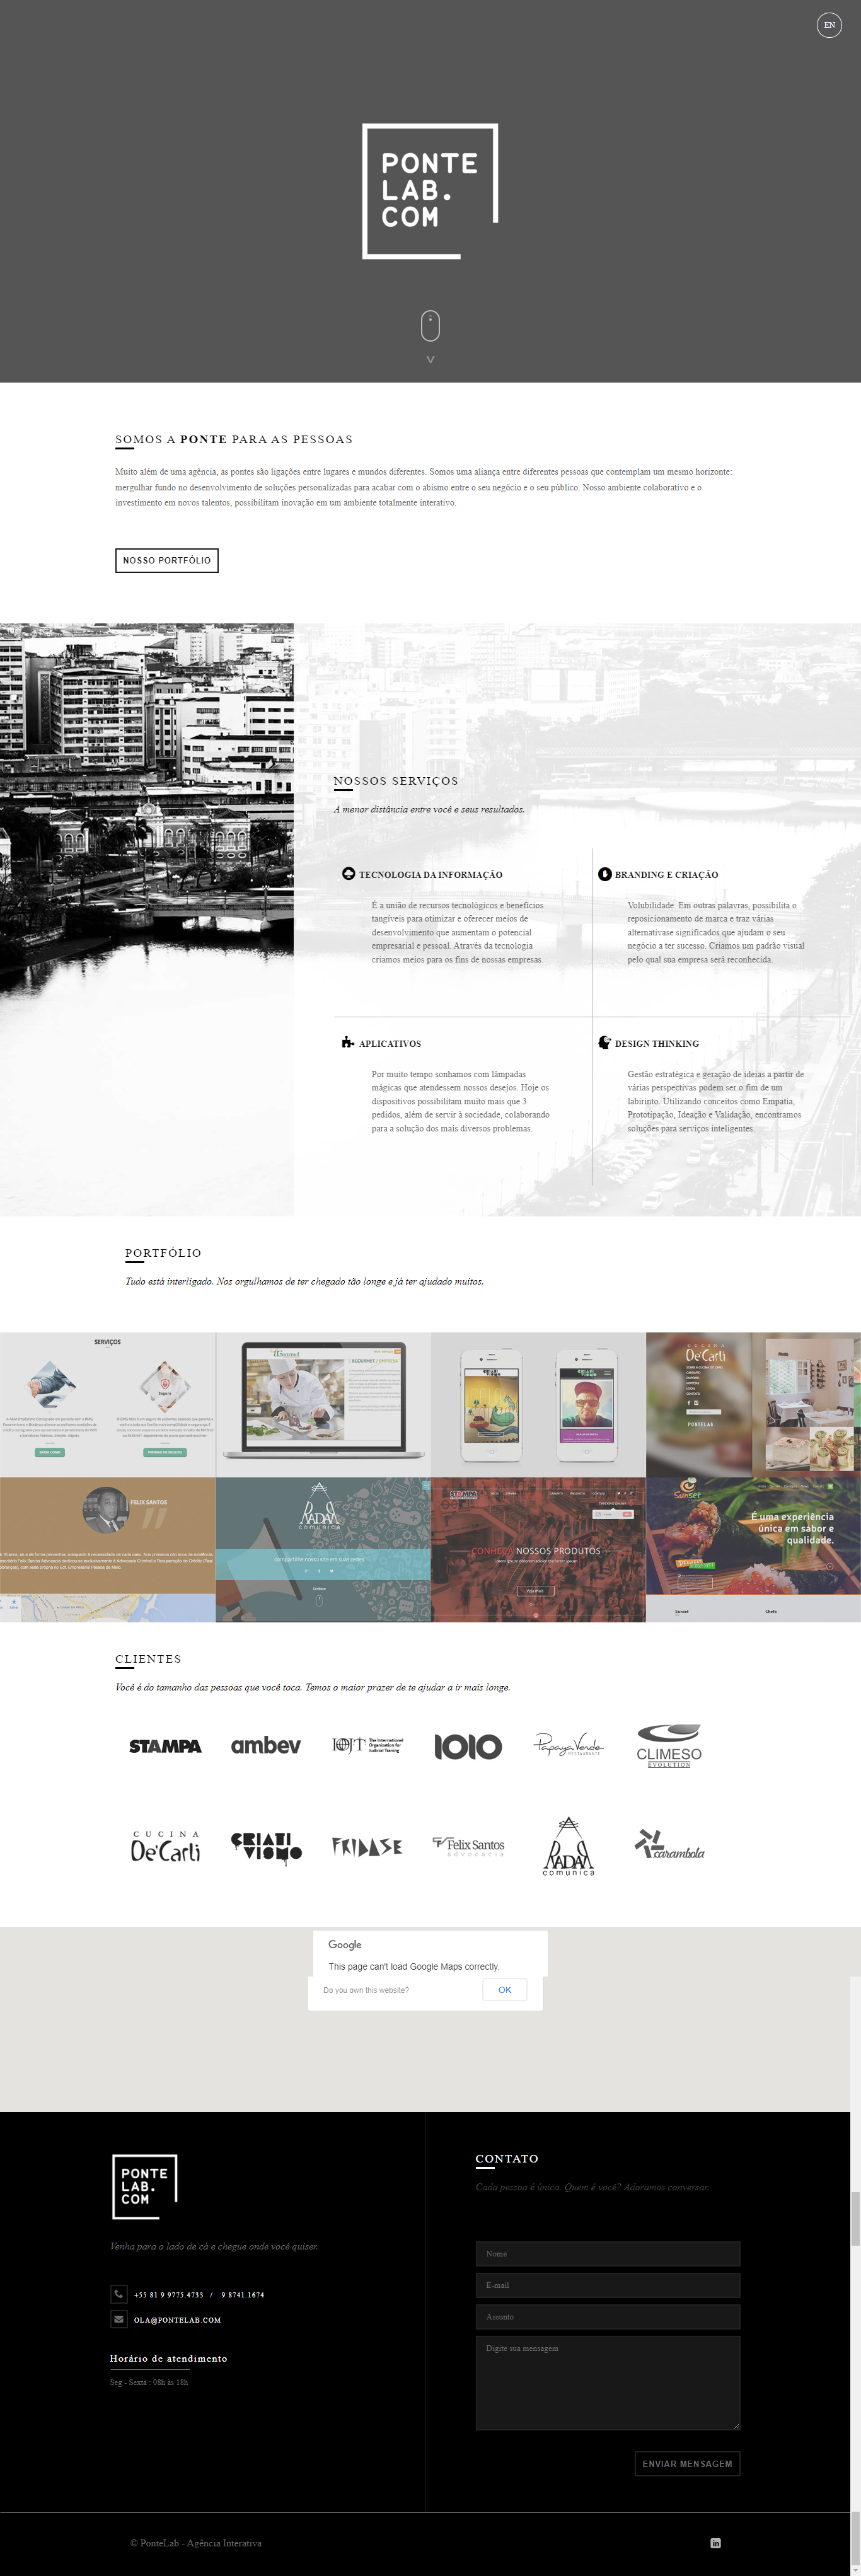 EN
PONTE
LAB.
COM
SOMOS A PONTE PARA AS PESSOAS
Muito além de uma agência, as pontes são ligações entre lugares e mundos diferentes. Somos uma aliança entre diferentes pessoas que contemplam um mesmo horizonte:
mergulhar fundo no desenvolvimento de soluções personalizadas para acabar com o abismo entre o seu negócio e o seu público. Nosso ambiente colaborativo e o
investimento em novos talentos, possibilitam inovação em um ambiente totalmente interativo.
NOSSO PORTFÓLIO
NOSSOS SERVIÇOS
A menor distância entre você e seus resultados.
TECNOLOGIA DA INFORMAÇÃO
É a união de recursos tecnológicos e benefícios
tangíveis para otimizar e oferecer meios de
desenvolvimento que aumentam o potencial
empresarial e pessoal. Através da tecnologia
criamos meios para os fins de nossas empresas.
BRANDING E CRIAÇÃO
Volubilidade. Em outras palavras, possibilita o
reposicionamento de marca e traz várias
alternativase significados que ajudam o seu
negócio a ter sucesso. Criamos um padrão visual
pelo qual sua empresa será reconhecida.
APLICATIVOS
Por muito tempo sonhamos com lâmpadas
mágicas que atendessem nossos desejos. Hoje os
dispositivos possibilitam muito mais que 3
pedidos, além de servir à sociedade, colaborando
para a solução dos mais diversos problemas.
DESIGN THINKING
Gestão estratégica e geração de ideias a partir de
várias perspectivas podem ser o fim de um
labirinto. Utilizando conceitos como Empatia,
Prototipação, Ideação e Validação, encontramos
soluções para serviços inteligentes.
PORTFÓLIO
Tudo está interligado. Nos orgulhamos de ter chegado tão longe e já ter ajudado muitos.
SERVIÇOS
CUCINA
De'Carli
PONTELAB
FELIX SANTOS
RADAR
comunica
compartilhe nosso site em suas redes
STAMPA
CONHEÇA NOSSOS PRODUTOS
Sunset
É uma experiência
única em sabor e
qualidade.
Sunset
Chefs
CLIENTES
Você é do tamanho das pessoas que você toca. Temos o maior prazer de te ajudar a ir mais longe.
STAMPA
ambev
IOJT The International
Organization for
Judicial Training
IOIO
Papaya Verde
RESTAURANTE
CLIMESO
EVOLUTION
CUCINA
De'Carli
CRIATI
VISMO
FRIDASE
Felix Santos
advocacia
RADAR
comunica
carambola
Google
This page can't load Google Maps correctly.
Do you own this website?
OK
PONTE
LAB.
COM
Venha para o lado de cá e chegue onde você quiser.
+55 81 9 9775.4733 / 9 8741.1674
OLA@PONTELAB.COM
Horário de atendimento
Seg - Sexta : 08h às 18h
CONTATO
Cada pessoa é única. Quem é você? Adoramos conversar.
Nome
E-mail
Assunto
Digite sua mensagem
ENVIAR MENSAGEM
© PonteLab - Agência Interativa
in